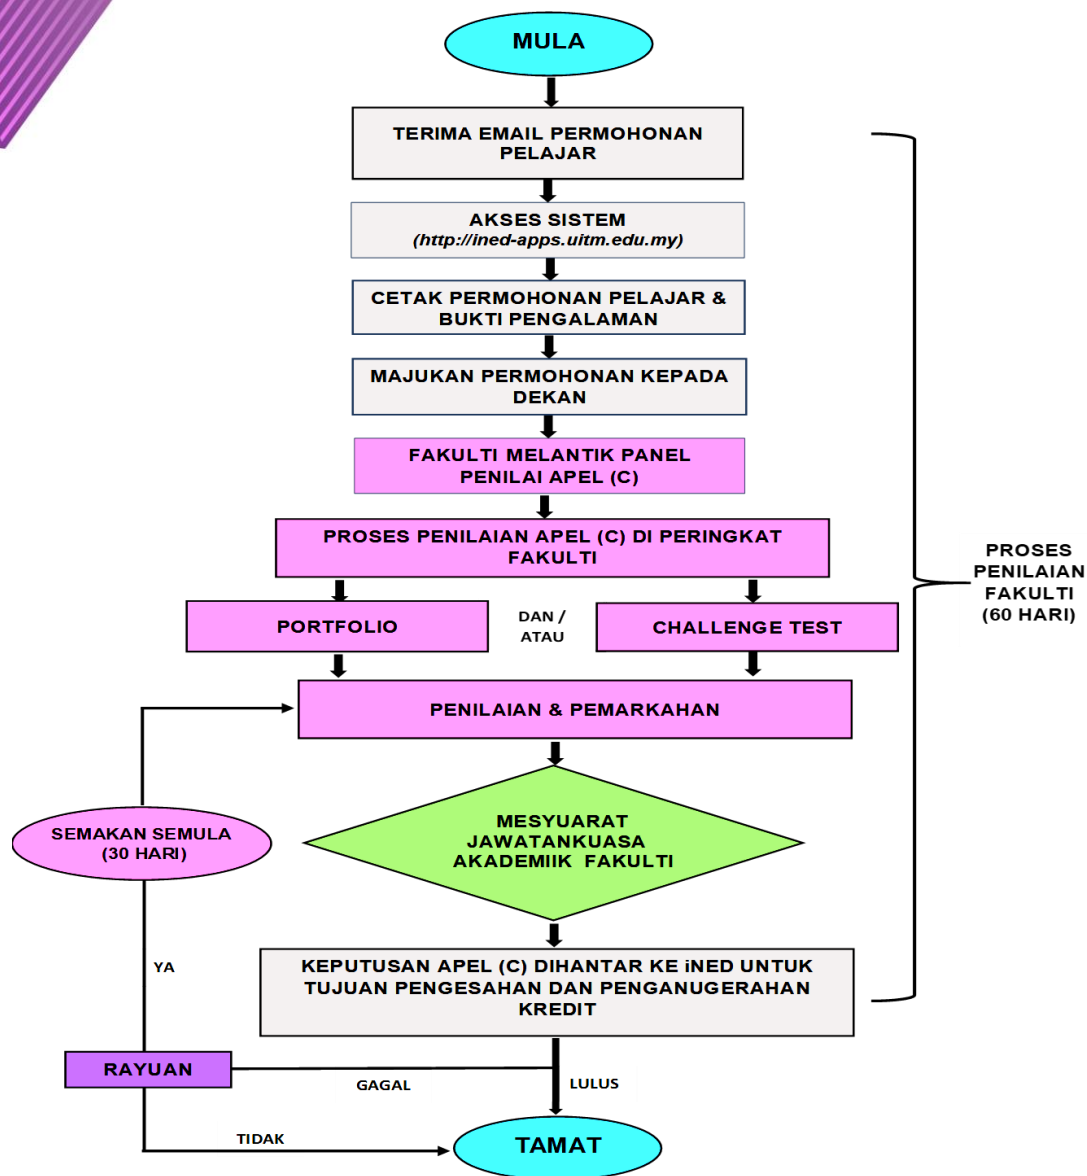 MULA
TERIMA EMAIL PERMOHONAN
PELAJAR
AKSES SISTEM
(http://ined-apps.uitm.edu.my)
CETAK PERMOHONAN PELAJAR &
BUKTI PENGALAMAN
MAJUKAN PERMOHONAN KEPADA
DEKAN
FAKULTI MELANTIK PANEL
PENILAI APEL (C)
PROSES PENILAIAN APEL (C) DI PERINGKAT
FAKULTI
PROSES
PENILAIAN
FAKULTI
(60 HARI)
PORTFOLIO
DAN /
ATAU
CHALLENGE TEST
PENILAIAN & PEMARKAHAN
SEMAKAN SEMULA
(30 HARI)
MESYUARAT
JAWATANKUASA
AKADEMIIK FAKULTI
YA
KEPUTUSAN APEL (C) DIHANTAR KE iNED UNTUK
TUJUAN PENGESAHAN DAN PENGANUGERAHAN
KREDIT
RAYUAN
GAGAL
LULUS
TIDAK
TAMAT